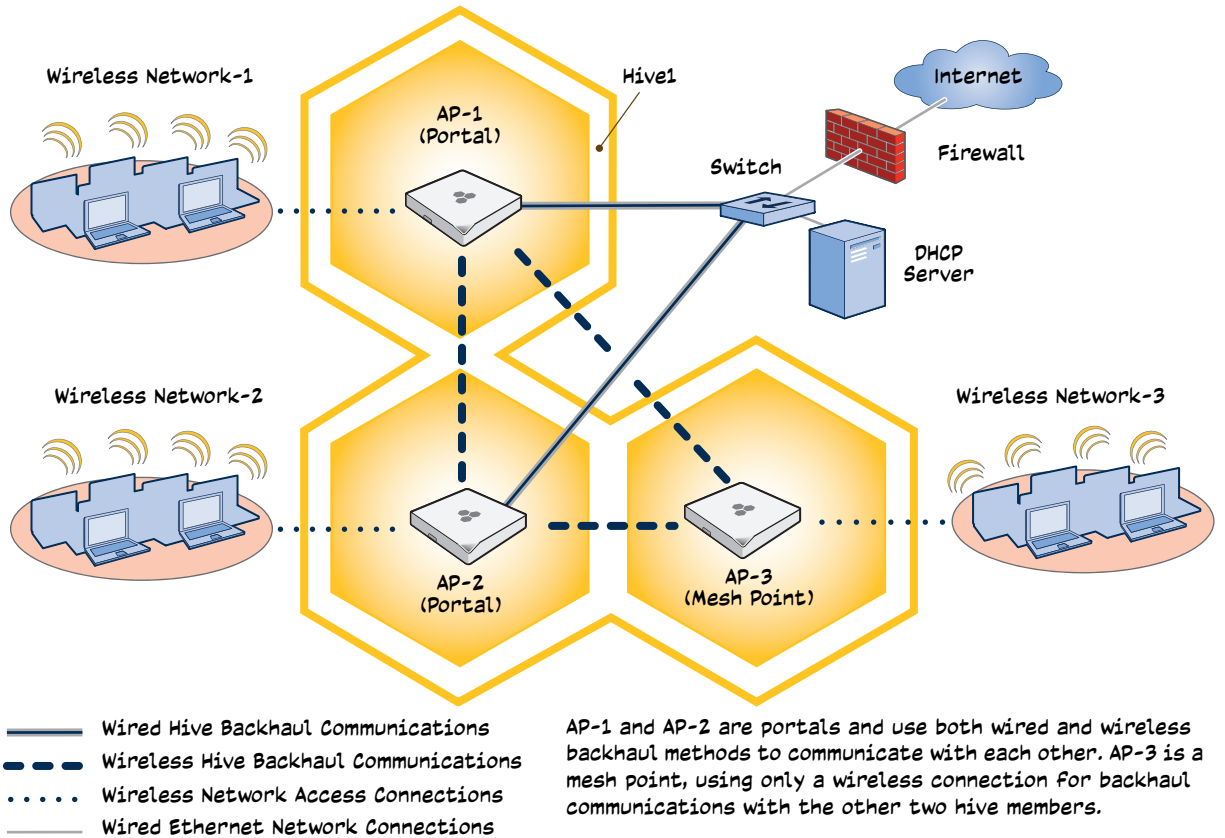 Wireless Network-1
AP-1
(Portal)
Hive1
Internet
Firewall
Switch
DHCP
Server
Wireless Network-2
AP-2
(Portal)
AP-3
(Mesh Point)
Wireless Network-3
Wired Hive Backhaul Communications
Wireless Hive Backhaul Communications
Wireless Network Access Connections
Wired Ethernet Network Connections
AP-1 and AP-2 are portals and use both wired and wireless
backhaul methods to communicate with each other. AP-3 is a
mesh point, using only a wireless connection for backhaul
communications with the other two hive members.